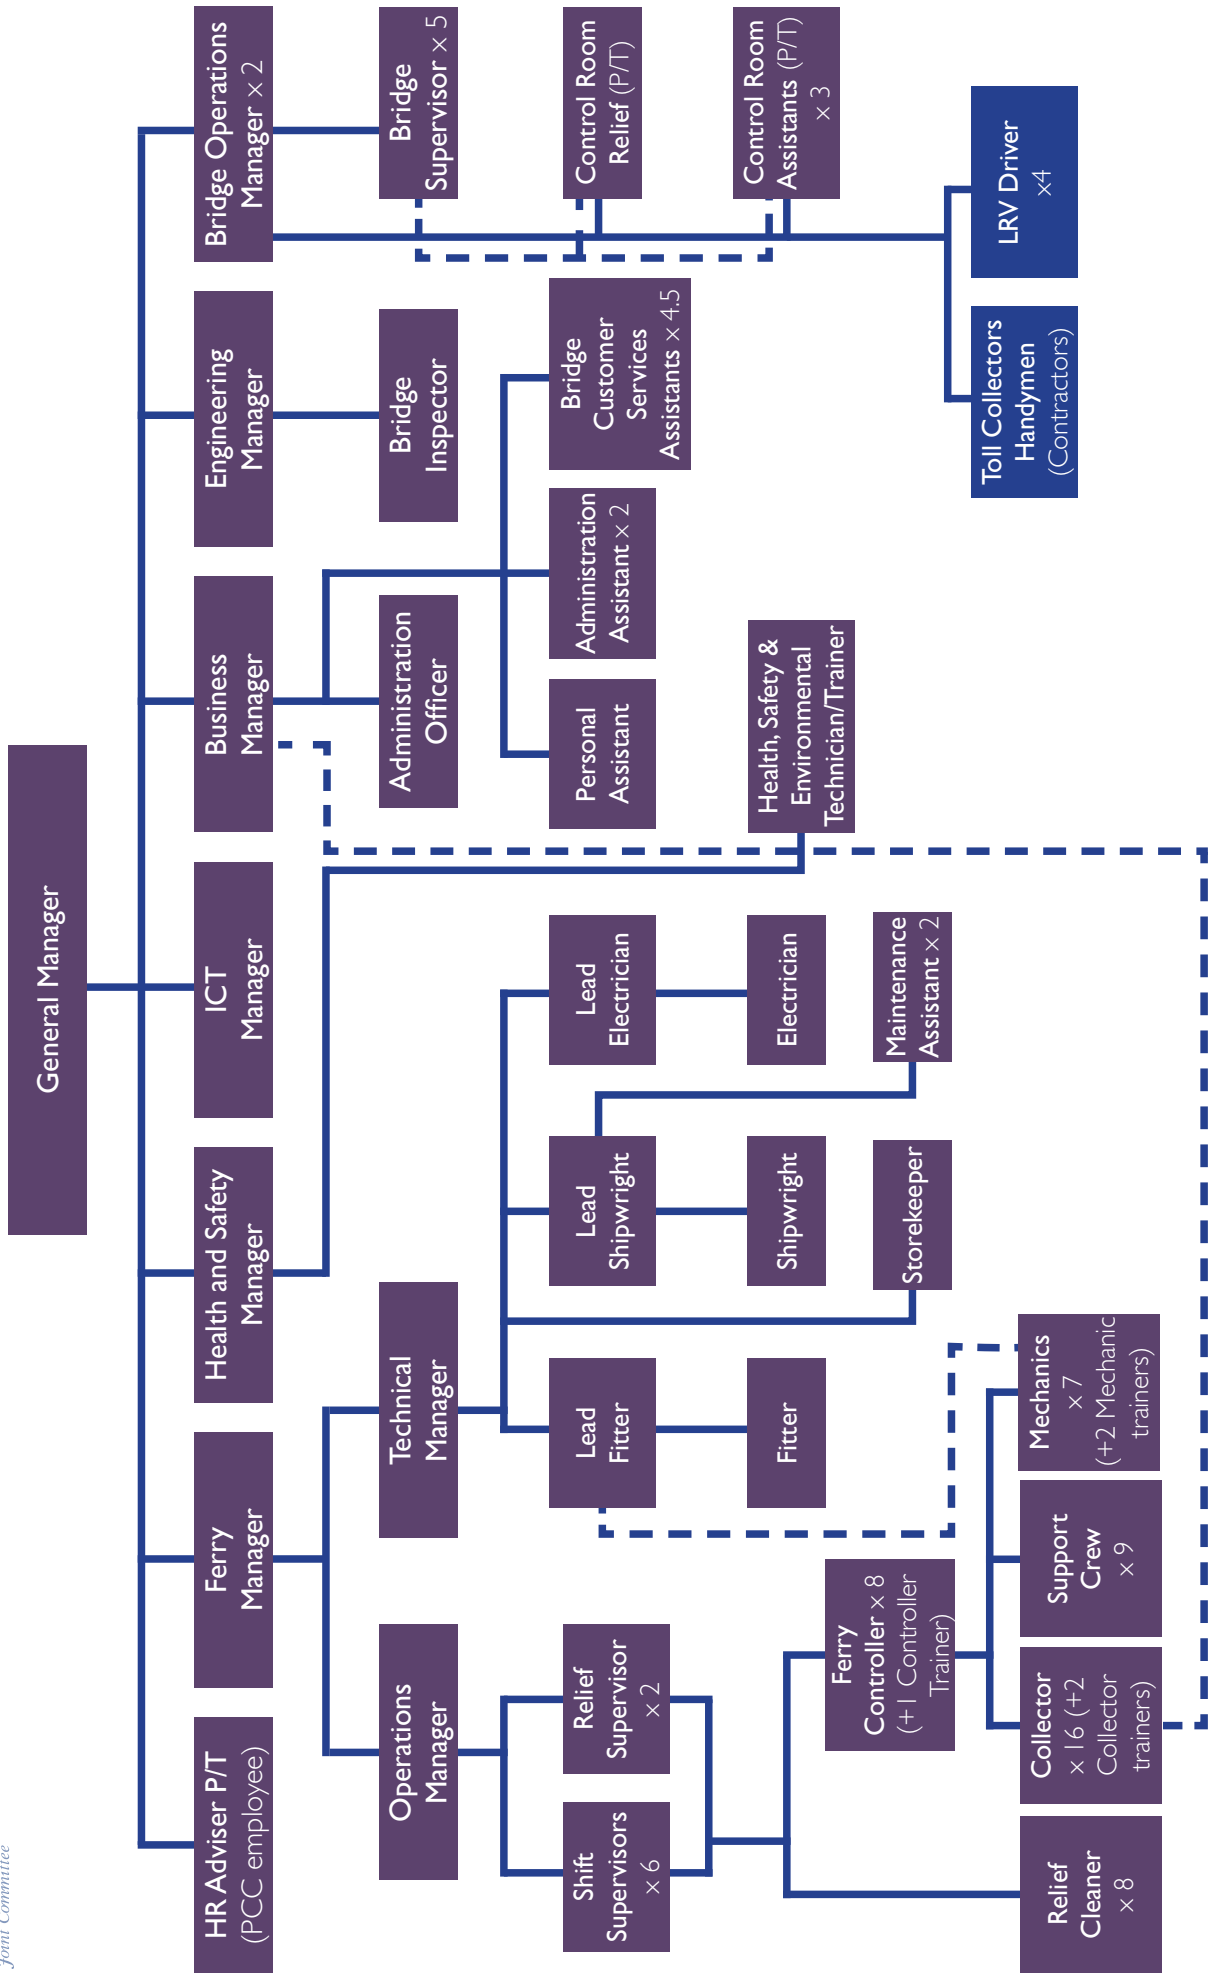 Joint Committee
General Manager
HR Adviser P/T
(PCC employee)
Ferry
Manager
Health and Safety
Manager
ICT
Manager
Business
Manager
Engineering
Manager
Bridge Operations
Manager × 2
Operations
Manager
Technical
Manager
Administration
Officer
Bridge
Inspector
Bridge
Supervisor × 5
Shift
Supervisors
× 6
Relief
Supervisor
× 2
Lead
Fitter
Lead
Shipwright
Lead
Electrician
Personal
Assistant
Administration
Assistant × 2
Bridge
Customer
Services
Assistants × 4.5
Control Room
Relief (P/T)
Fitter
Shipwright
Electrician
Health, Safety &
Environmental
Technician/Trainer
Control Room
Assistants (P/T)
× 3
Ferry
Controller × 8
(+1 Controller
Trainer)
Storekeeper
Maintenance
Assistant × 2
Relief
Cleaner
× 8
Collector
× 16 (+2
Collector
trainers)
Support
Crew
× 9
Mechanics
× 7
(+2 Mechanic
trainers)
Toll Collectors
Handymen
(Contractors)
LRV Driver
x4